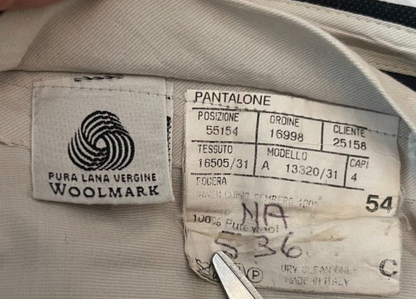 PURA LANA VERGINE
WOOLMARK
PANTALONE
POSIZIONE ORDINE CLIENTE
55154 16998 25158
TESSUTO MODELLO CAPI
16505/31 A 13320/31 4
FODERA
54
NA
100% Pure Wool
536
P
DRY CLEAN ONLY
MADE IN ITALY
C